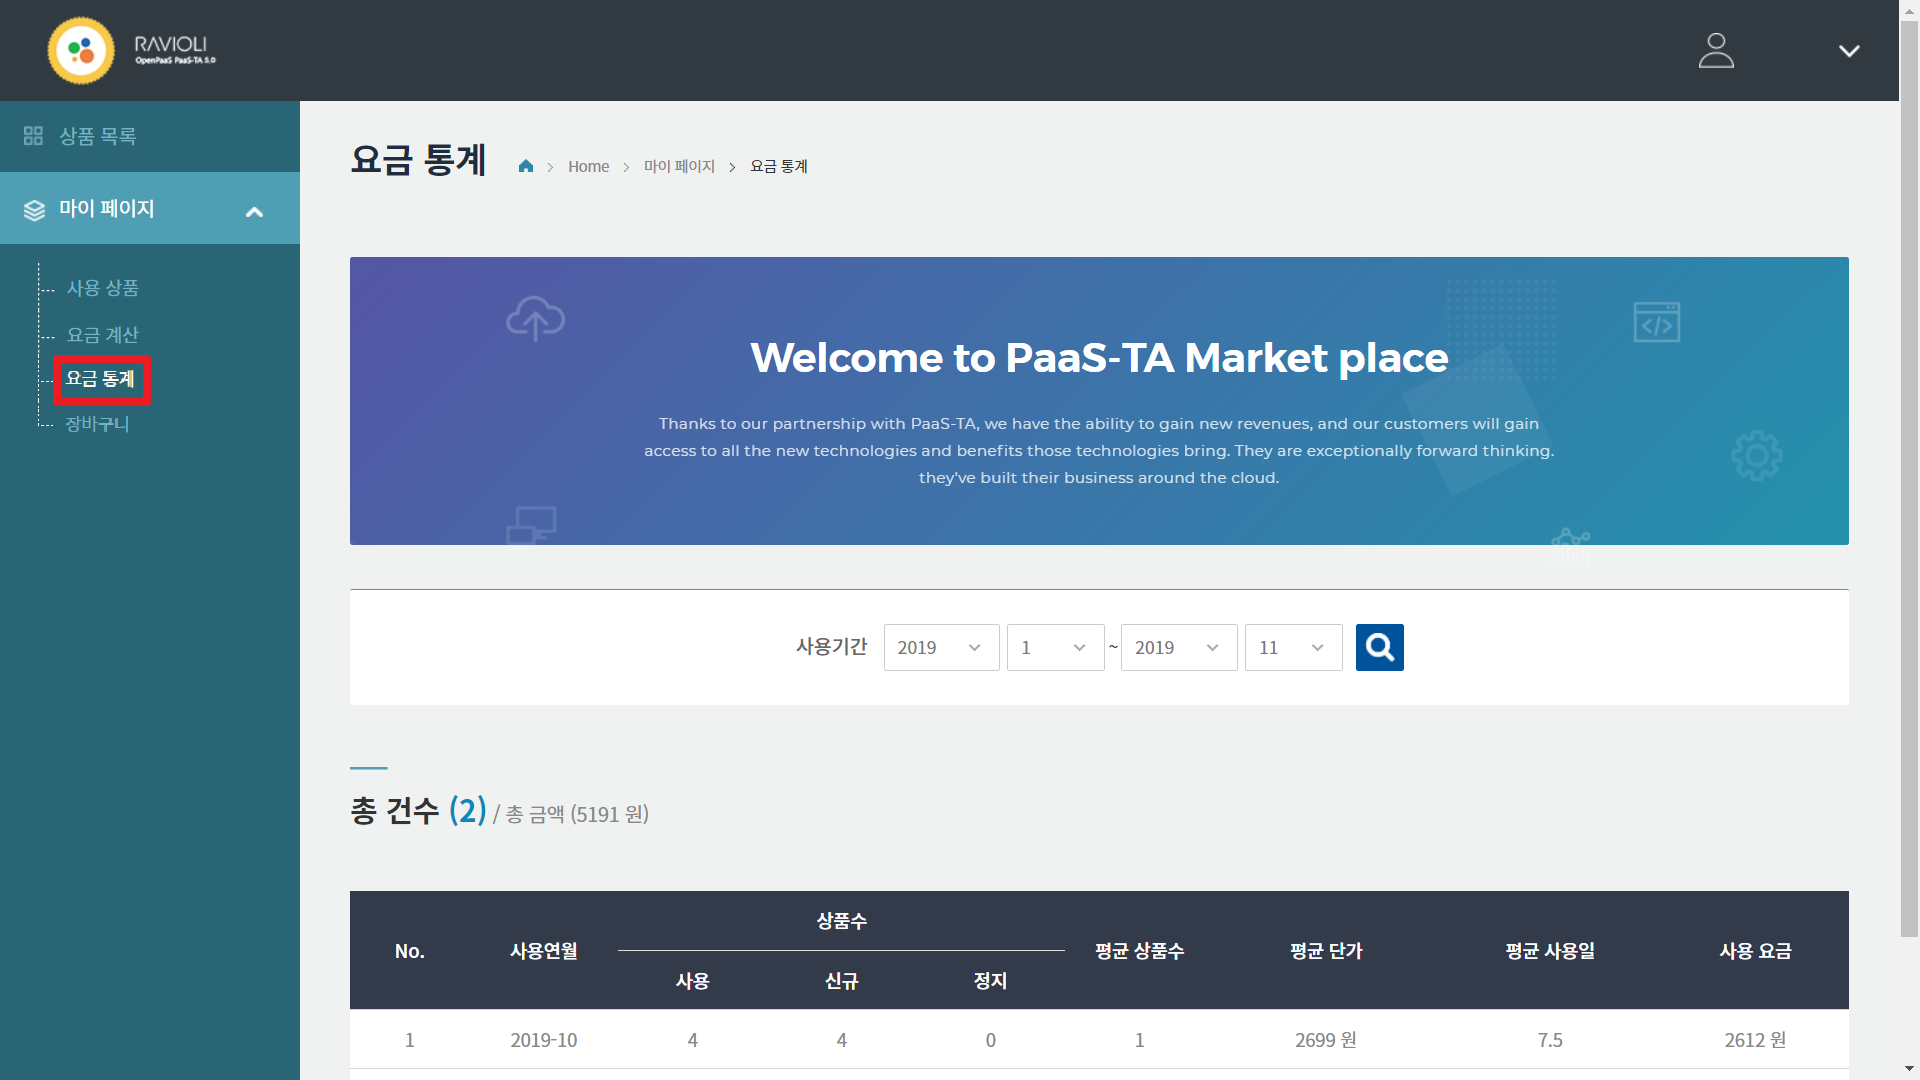 RAVIOLI
OpenPaaS PaaS-TA 5.0
상품 목록
마이 페이지
사용 상품
요금 계산
요금 통계
장바구니
요금 통계
Home
마이 페이지
요금 통계
Welcome to PaaS-TA Market place
Thanks to our partnership with PaaS-TA, we have the ability to gain new revenues, and our customers will gain
access to all the new technologies and benefits those technologies bring. They are exceptionally forward thinking.
they've built their business around the cloud.
사용기간 2019 1 ~ 2019 11
총 건수 (2) / 총 금액 (5191 원)
상품수
No. 사용연월 평균 상품수 평균 단가 평균 사용일 사용 요금
사용 신규 정지
1 2019-10 4 4 0 1 2699 원 7.5 2612 원